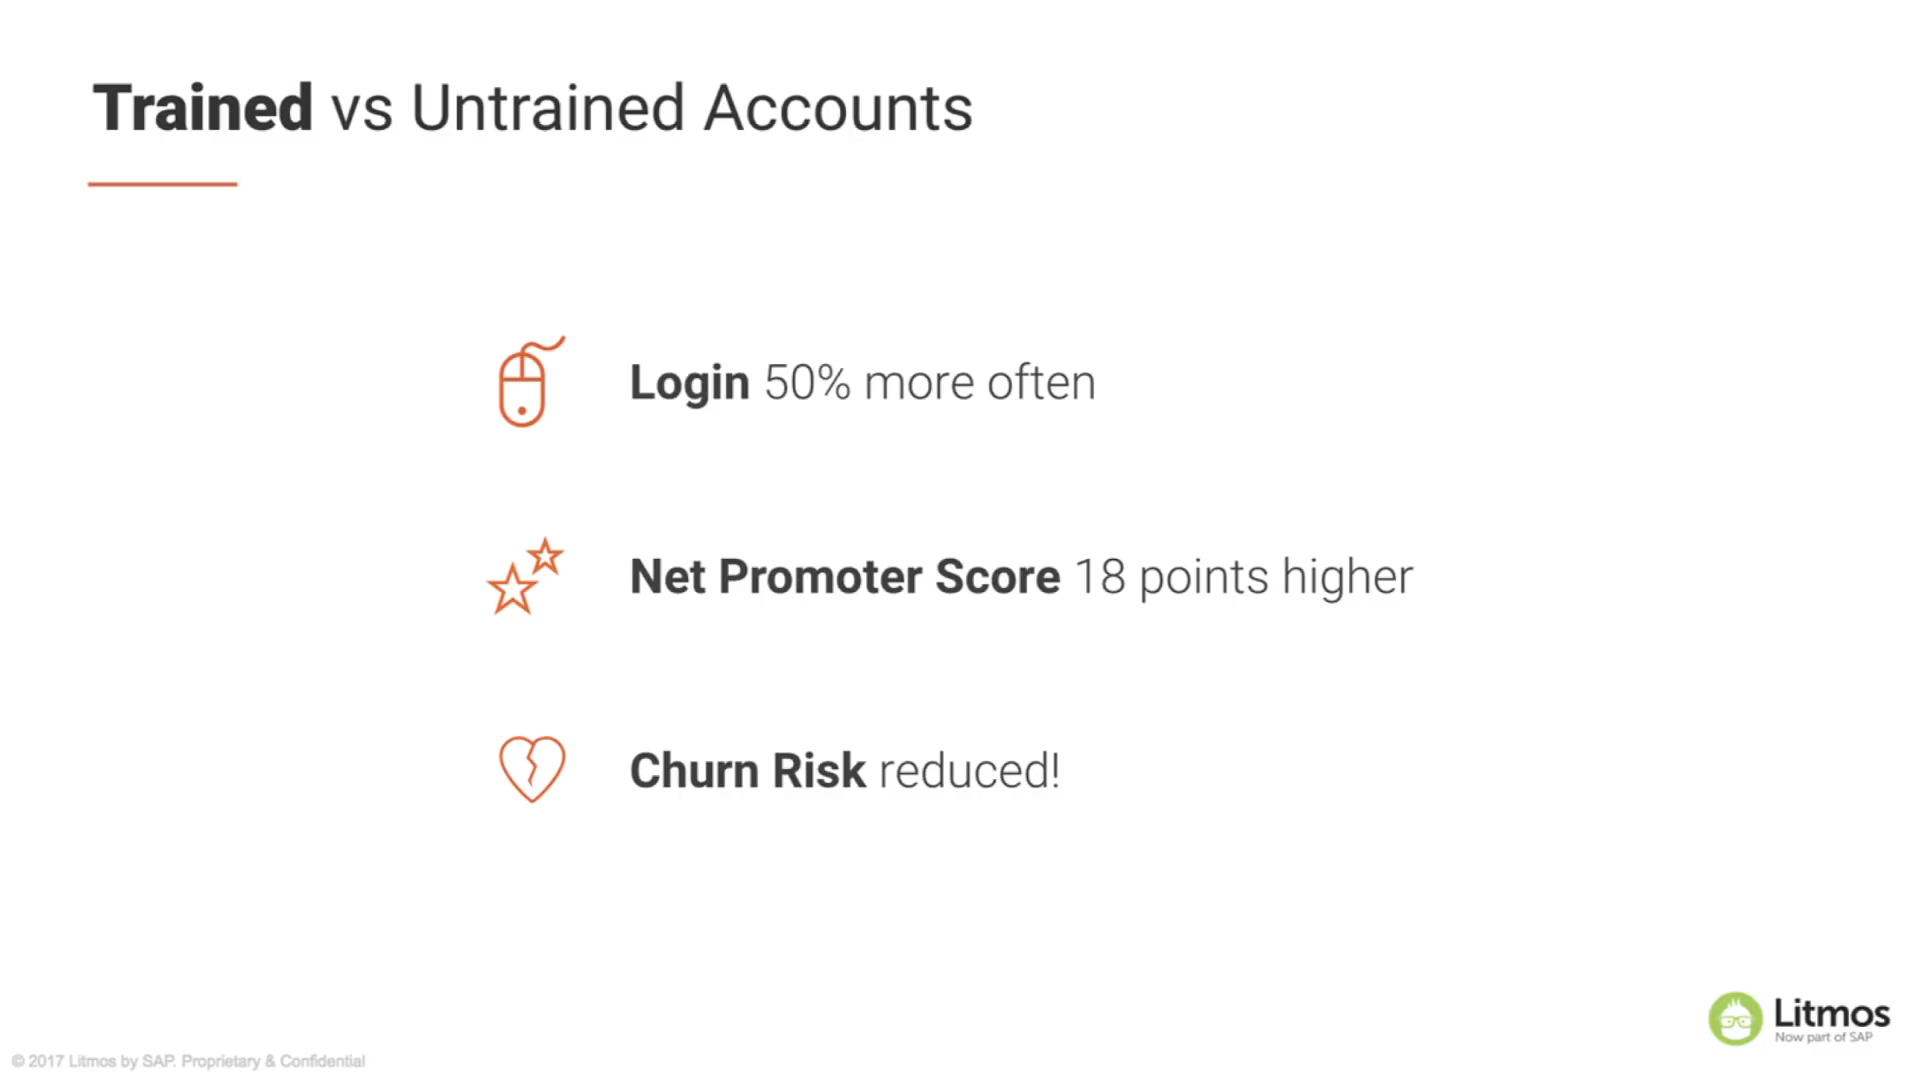 Trained vs Untrained Accounts
Login 50% more often
Net Promoter Score 18 points higher
Churn Risk reduced!
Litmos
Now part of SAP
© 2017 Litmos by SAP. Proprietary & Confidential